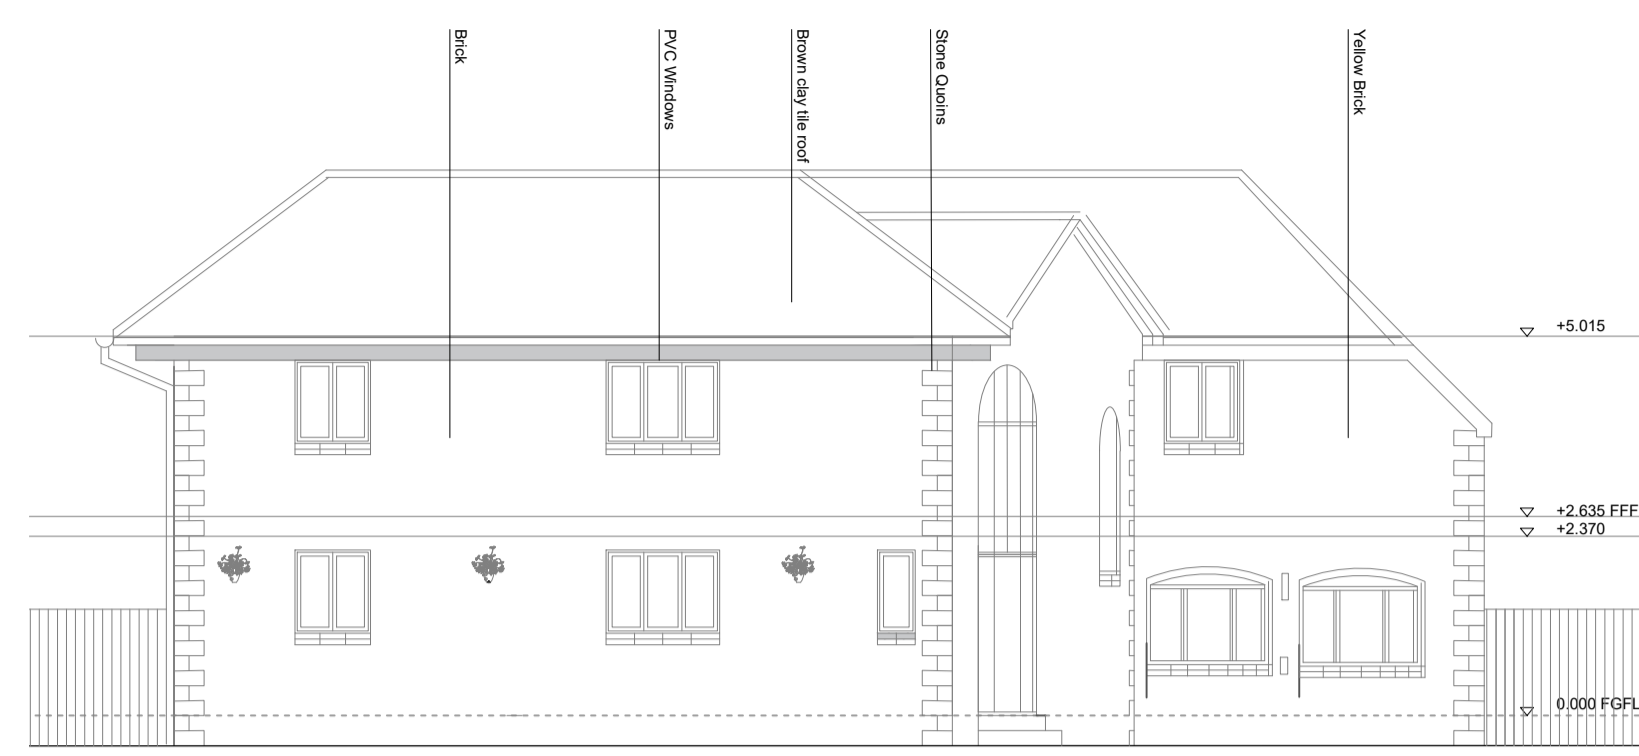 Brick
PVC Windows
Brown clay tile roof
Stone Quoins
Yellow Brick
+5.015
+2.635 FFF
+2.370
0.000 FGFL